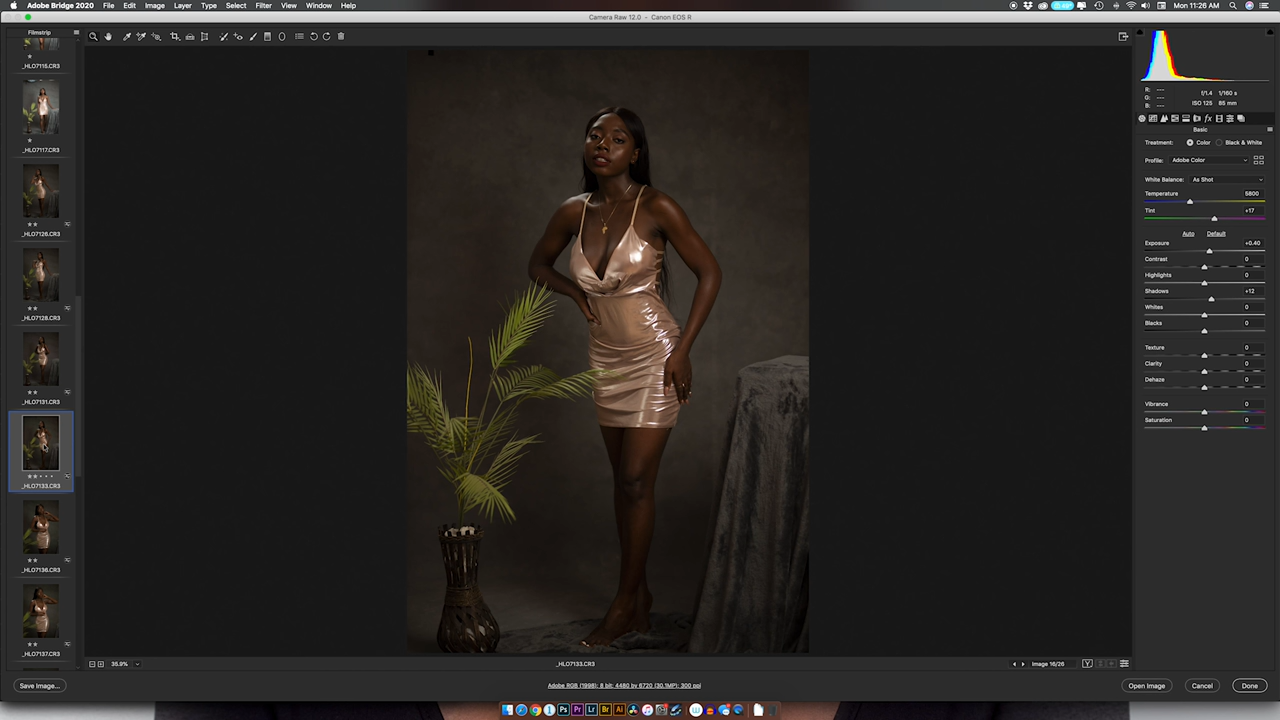 Adobe Bridge 2020 File Edit Image Layer Type Select Filter View Window Help
Mon 11:26 AM
Camera Raw 12.0 - Canon EOS R
Filmstrip
_HLO7115.CR3
_HLO7117.CR3
_HLO7126.CR3
_HLO7128.CR3
_HLO7131.CR3
_HLO7133.CR3
_HLO7136.CR3
_HLO7137.CR3
R: ---
G: ---
B: ---
f/1.4 1/160 s
ISO 125 85 mm
Basic
Treatment: Color Black & White
Profile: Adobe Color
White Balance: As Shot
Temperature 5800
Tint +17
Auto Default
Exposure +0.40
Contrast 0
Highlights 0
Shadows +12
Whites 0
Blacks 0
Texture 0
Clarity 0
Dehaze 0
Vibrance 0
Saturation 0
35.9%
_HLO7133.CR3
Image 16/26
Y
Save Image...
Adobe RGB (1998); 8 bit; 4480 by 6720 (30.1MP); 300 ppi
Open Image Cancel Done
Ps Pr Lr Br Ai